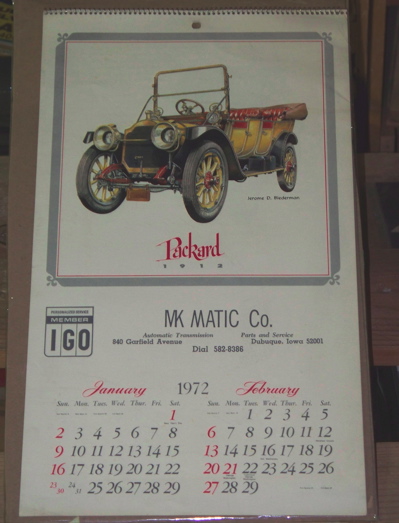 Jerome D. Biederman
Packard
1912
PERSONALIZED SERVICE
MEMBER
IGO
MK MATIC Co.
Automatic Transmission Parts and Service
840 Garfield Avenue Dubuque, Iowa 52001
Dial 582-8386
January 1972 February
Sun. Mon. Tues. Wed. Thur. Fri. Sat. Sun. Mon. Tues. Wed. Thur. Fri. Sat.
1 1 2 3 4 5
2 3 4 5 6 7 8 6 7 8 9 10 11 12
9 10 11 12 13 14 15 13 14 15 16 17 18 19
16 17 18 19 20 21 22 20 21 22 23 24 25 26
23 30 24 31 25 26 27 28 29 27 28 29